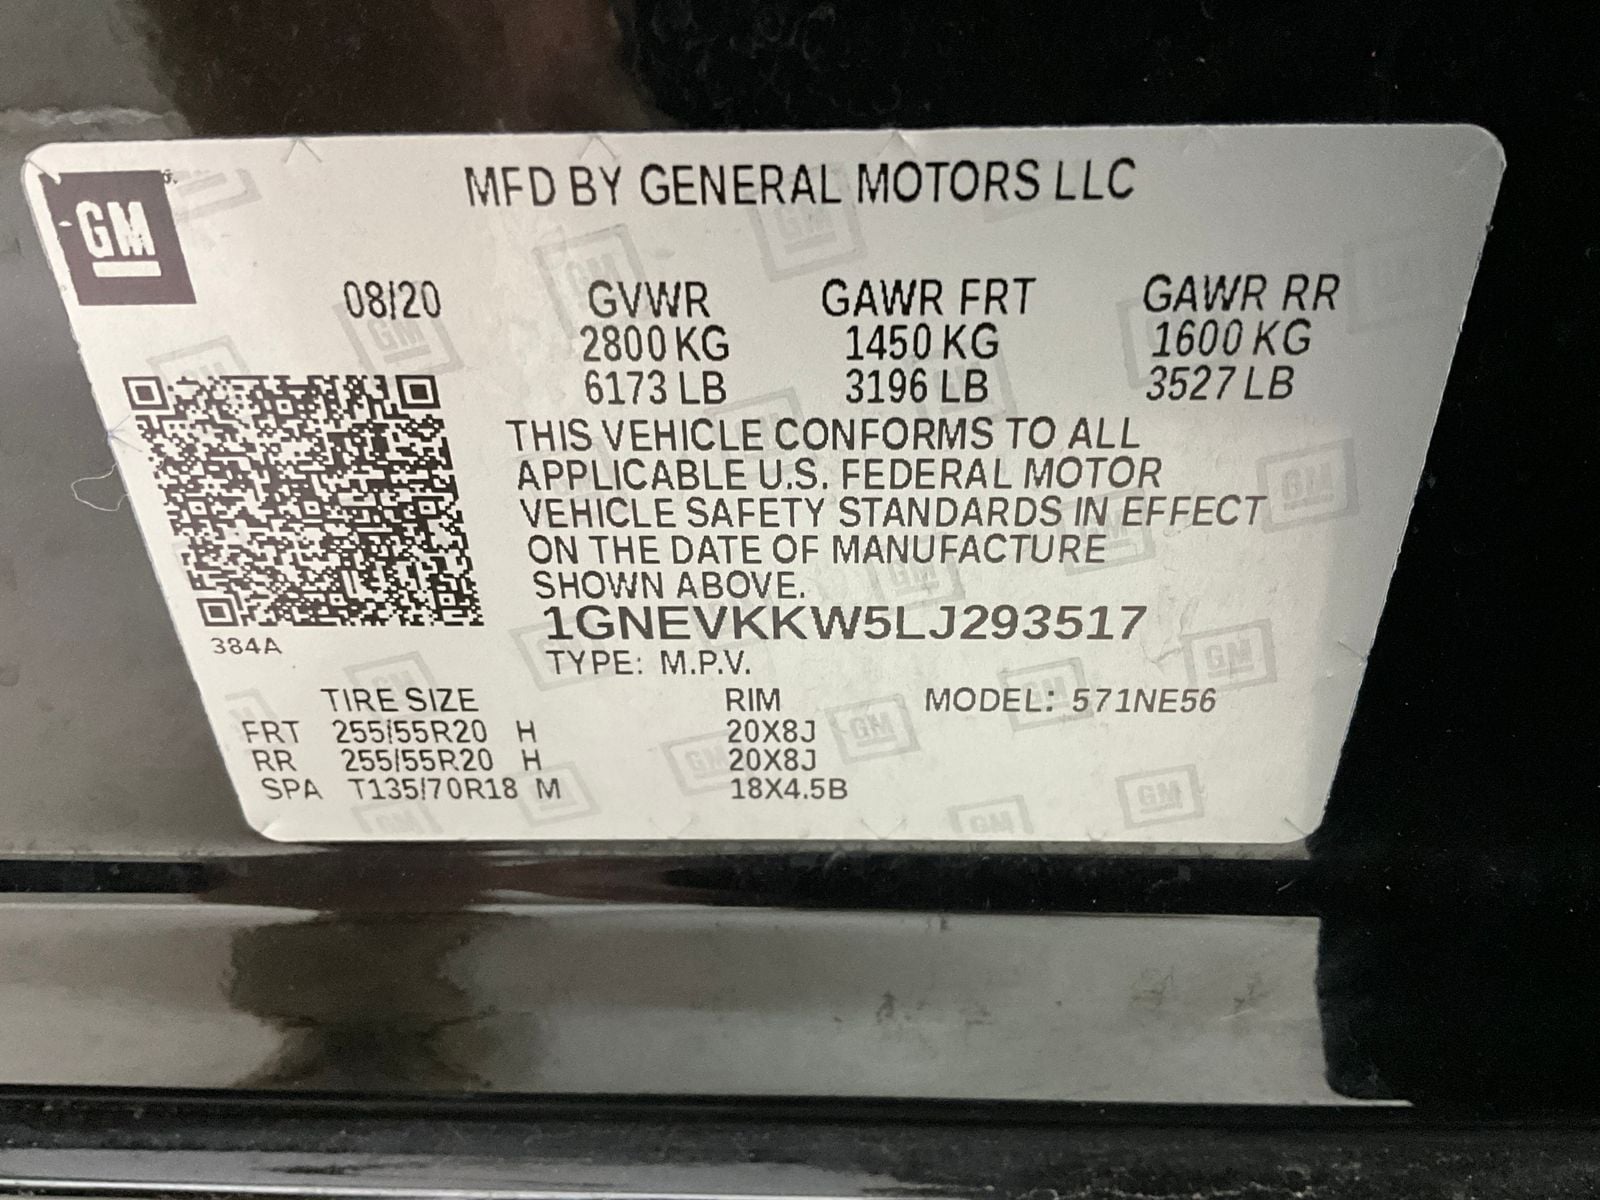 GM
MFD BY GENERAL MOTORS LLC
08/20 GVWR GAWR FRT GAWR RR
2800 KG 1450 KG 1600 KG
6173 LB 3196 LB 3527 LB
THIS VEHICLE CONFORMS TO ALL
APPLICABLE U.S. FEDERAL MOTOR
VEHICLE SAFETY STANDARDS IN EFFECT
ON THE DATE OF MANUFACTURE
SHOWN ABOVE.
1GNEVKKW5LJ293517
384A
TYPE: M.P.V.
TIRE SIZE RIM MODEL: 571NE56
FRT 255/55R20 H 20X8J
RR 255/55R20 H 20X8J
SPA T135/70R18 M 18X4.5B